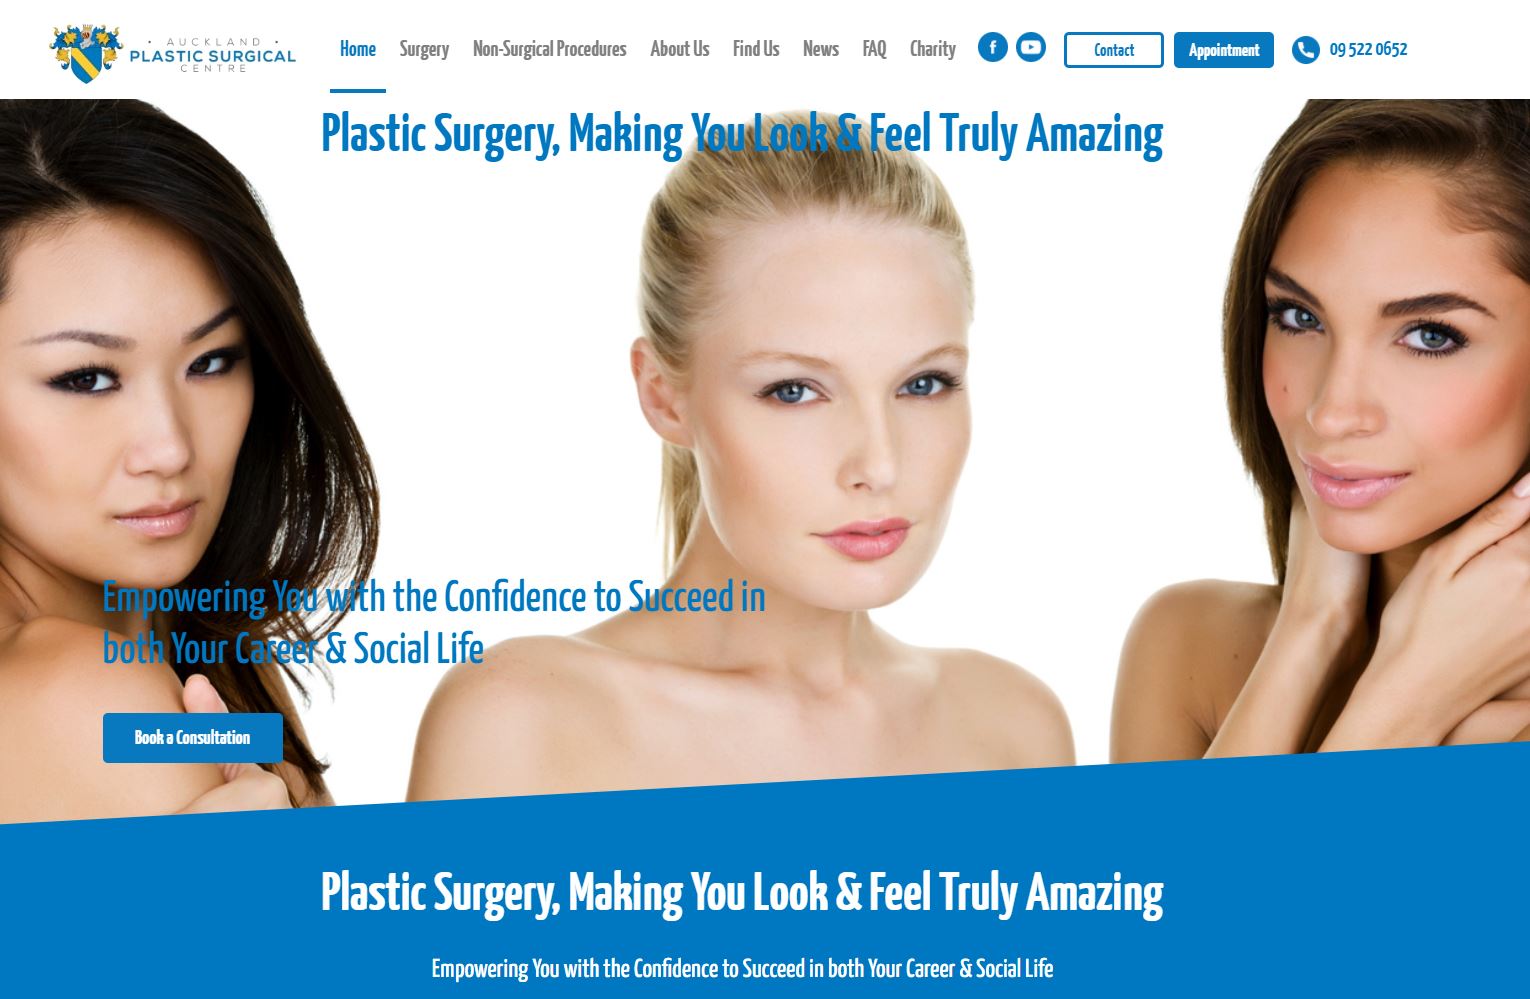 AUCKLAND
PLASTIC SURGICAL
CENTRE
Home Surgery Non-Surgical Procedures About Us Find Us News FAQ Charity f Contact Appointment 09 522 0652
Plastic Surgery, Making You Look & Feel Truly Amazing
Empowering You with the Confidence to Succeed in
both Your Career & Social Life
Book a Consultation
Plastic Surgery, Making You Look & Feel Truly Amazing
Empowering You with the Confidence to Succeed in both Your Career & Social Life